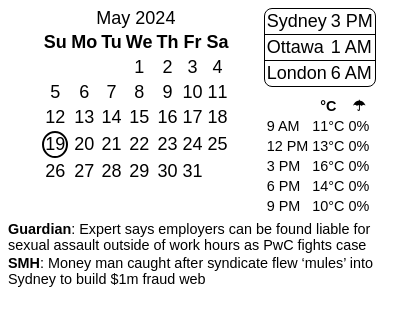 May 2024
Su Mo Tu We Th Fr Sa
1 2 3 4
5 6 7 8 9 10 11
12 13 14 15 16 17 18
19 20 21 22 23 24 25
26 27 28 29 30 31
Sydney 3 PM
Ottawa 1 AM
London 6 AM
°C ☂
9 AM 11°C 0%
12 PM 13°C 0%
3 PM 16°C 0%
6 PM 14°C 0%
9 PM 10°C 0%
Guardian: Expert says employers can be found liable for
sexual assault outside of work hours as PwC fights case
SMH: Money man caught after syndicate flew ‘mules’ into
Sydney to build $1m fraud web